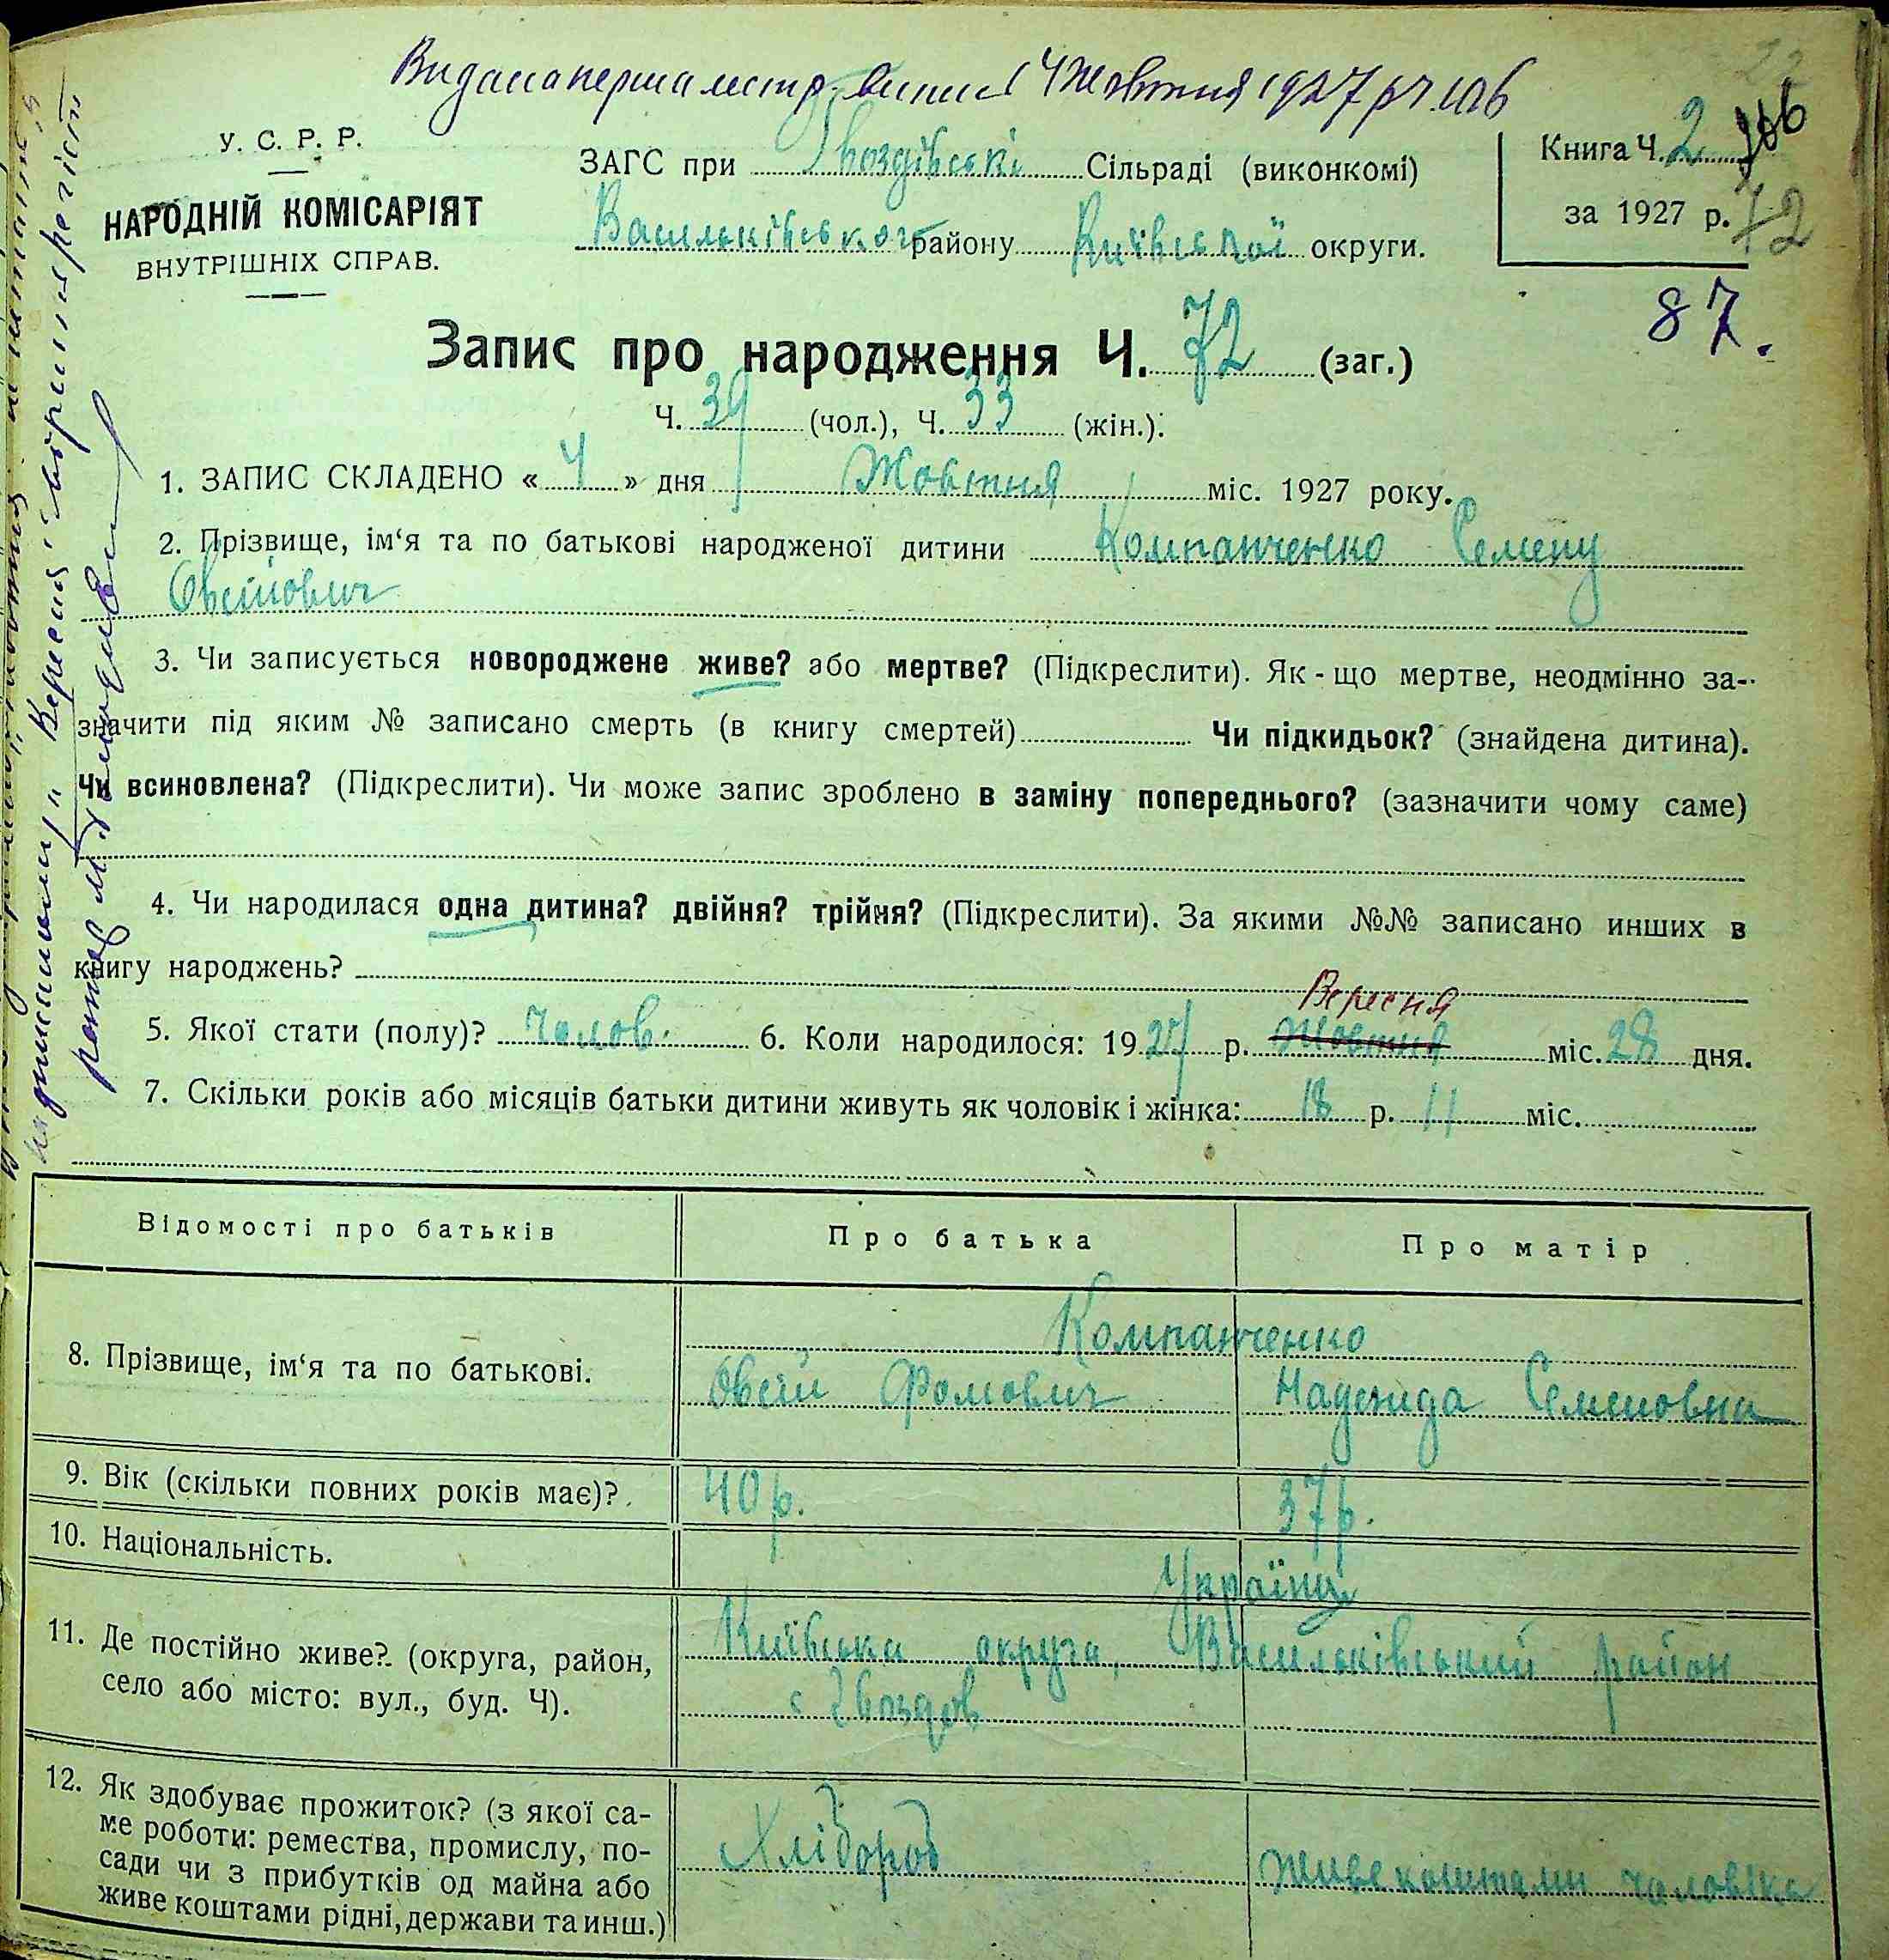 Видана перша метр. випись 4 Жовтня 1927 р Ч 106
У. С. Р. Р.
НАРОДНІЙ КОМІСАРІЯТ
ВНУТРІШНІХ СПРАВ.
ЗАГС при Гвоздівські Сільраді (виконкомі)
Васильківського району Київської округи.
Книга Ч. 2
за 1927 р.
72
87.
Запис про народження Ч. 72 (заг.)
Ч. 39 (чол.), Ч. 33 (жін.).
1. ЗАПИС СКЛАДЕНО « 4 » дня Жовтня міс. 1927 року.
2. Прізвище, ім‘я та по батькові народженої дитини Компанченко Семену
Овсійович
3. Чи записується новороджене живе? або мертве? (Підкреслити). Як - що мертве, неодмінно за-
значити під яким № записано смерть (в книгу смертей) Чи підкидьок? (знайдена дитина).
Чи всиновлена? (Підкреслити). Чи може запис зроблено в заміну попереднього? (зазначити чому саме)
4. Чи народилася одна дитина? двійня? трійня? (Підкреслити). За якими №№ записано инших в
книгу народжень?
Вересня
5. Якої стати (полу)? Чолов. 6. Коли народилося: 1927 р. Жовтня міс. 28 дня.
7. Скільки років або місяців батьки дитини живуть як чоловік і жінка: 18 р. 11 міс.
Відомості про батьків Про батька Про матір
Компанченко
8. Прізвище, ім‘я та по батькові. Овсій Фомович Надежда Семеновна
9. Вік (скільки повних років має)? 40 р. 37 р.
10. Національність. Українці
11. Де постійно живе? (округа, район, Київська округа, Васильківський район
село або місто: вул., буд. Ч). с Гвоздов
12. Як здобуває прожиток? (з якої са-
ме роботи: ремества, промислу, по-
сади чи з прибутків од майна або Хлібороб живе коштами чоловіка
живе коштами рідні, держави та инш.)